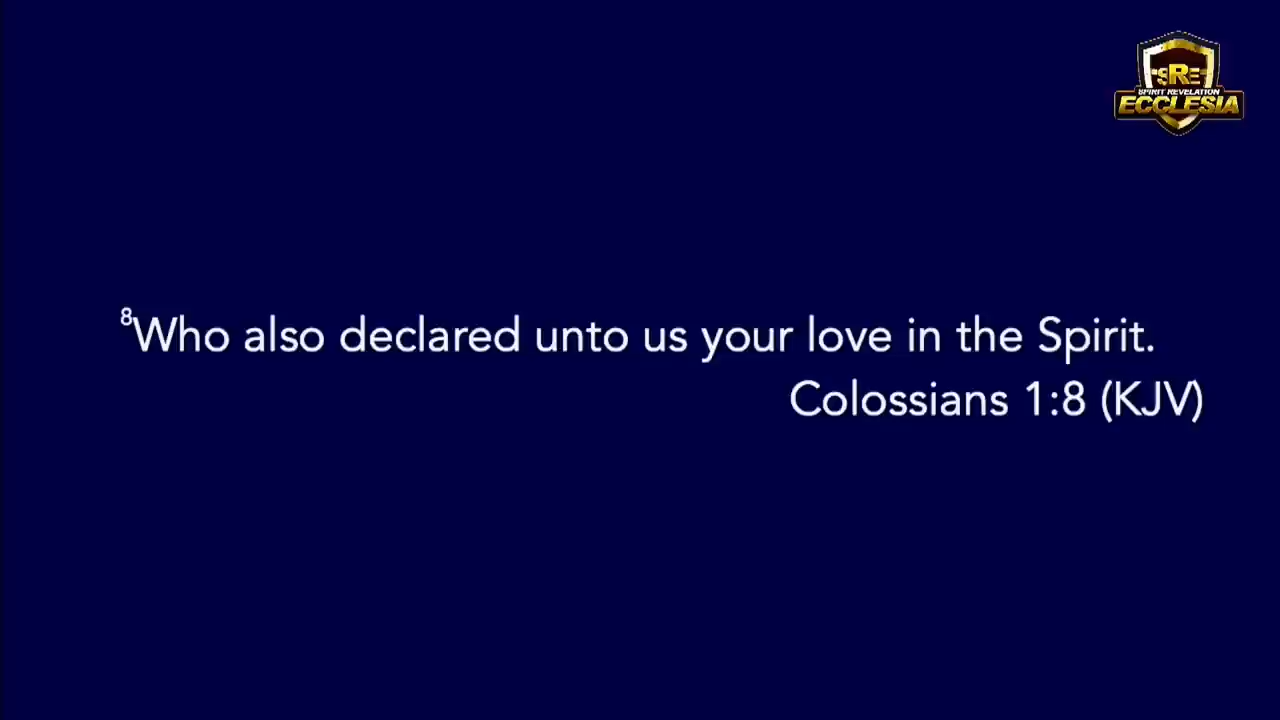 SRE
SPIRIT REVELATION
ECCLESIA
⁸Who also declared unto us your love in the Spirit.
Colossians 1:8 (KJV)